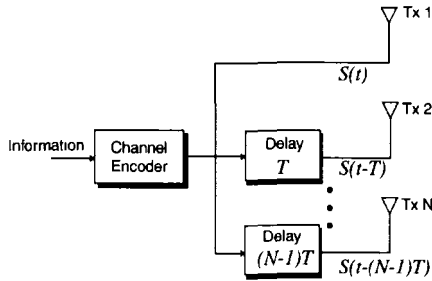 Tx 1
S(t)
Tx 2
Information
Channel
Encoder
Delay
T
S(t-T)
Tx N
Delay
(N-1)T
S(t-(N-1)T)